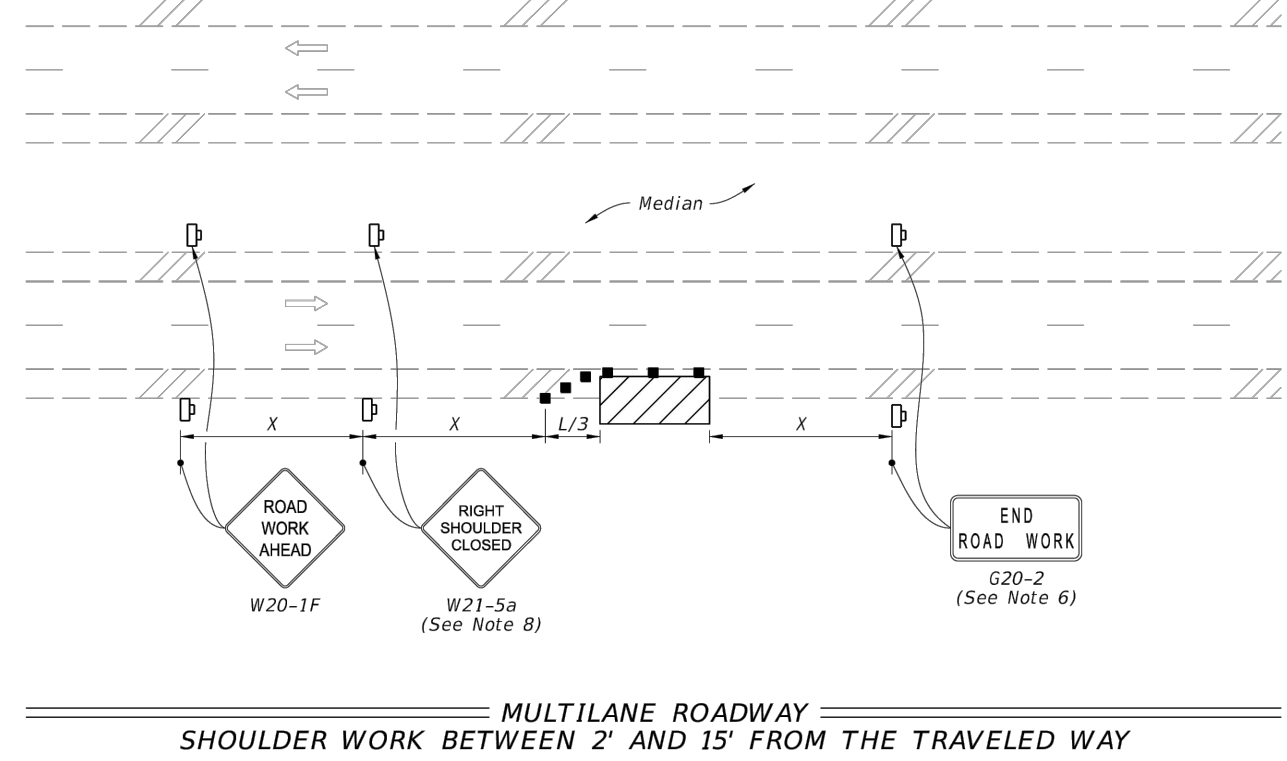 Median
X
X
L/3
X
ROAD
WORK
AHEAD
W20-1F
RIGHT
SHOULDER
CLOSED
W21-5a
(See Note 8)
END
ROAD WORK
G20-2
(See Note 6)
MULTILANE ROADWAY
SHOULDER WORK BETWEEN 2' AND 15' FROM THE TRAVELED WAY